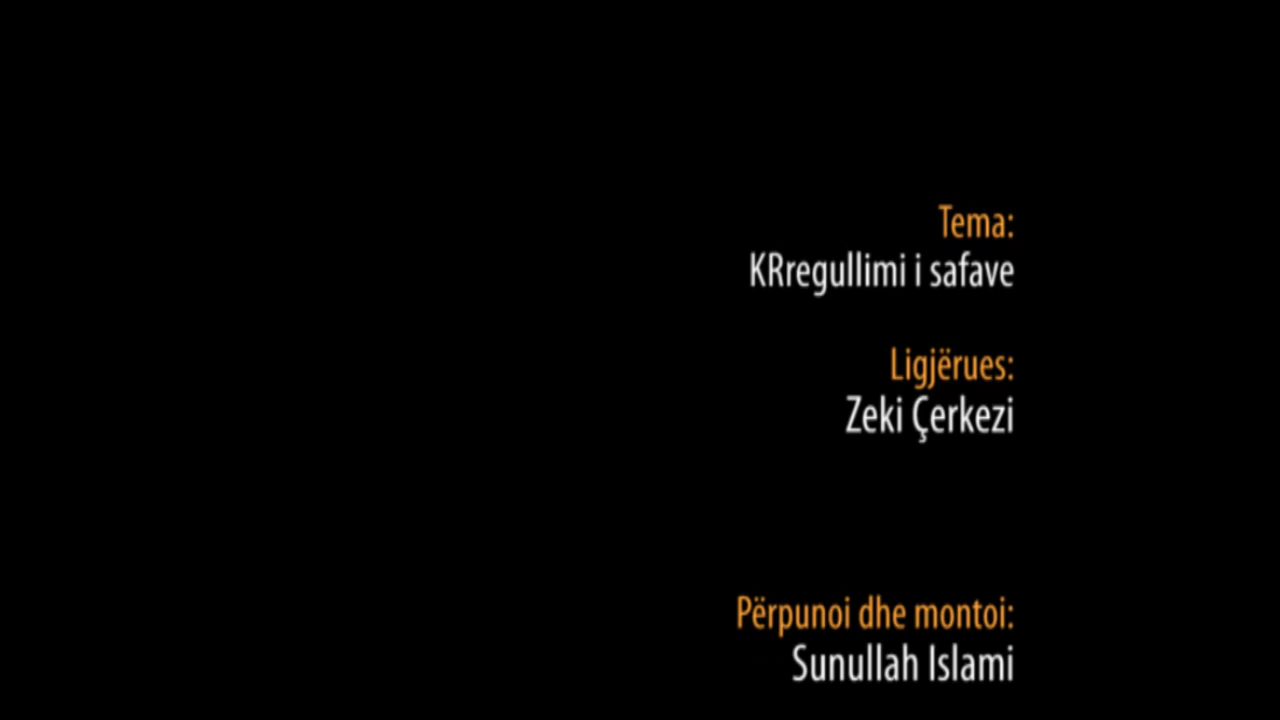 Tema:
KRregullimi i safave
Ligjërues:
Zeki Çerkezi
Përpunoi dhe montoi:
Sunullah Islami